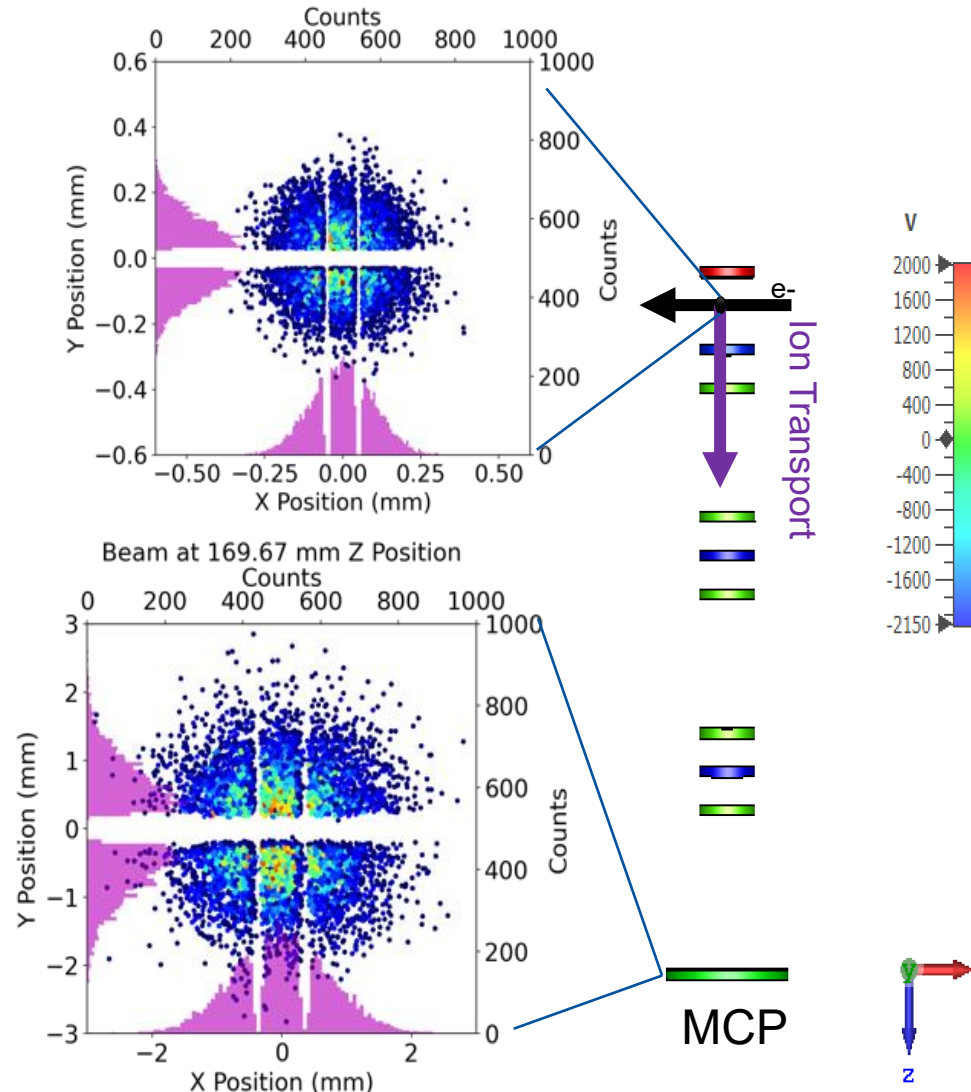 Counts
0 200 400 600 800 1000
0.6
0.4
0.2
0.0
−0.2
−0.4
−0.6
Y Position (mm)
1000
800
600
400
200
0
Counts
−0.50 −0.25 0.00 0.25 0.50
X Position (mm)
e-
Ion Transport
V
2000
1600
1200
800
400
0
-400
-800
-1200
-1600
-2150
Beam at 169.67 mm Z Position
Counts
0 200 400 600 800 1000
3
2
1
0
−1
−2
−3
Y Position (mm)
1000
800
600
400
200
0
Counts
−2 0 2
X Position (mm)
MCP
y
z